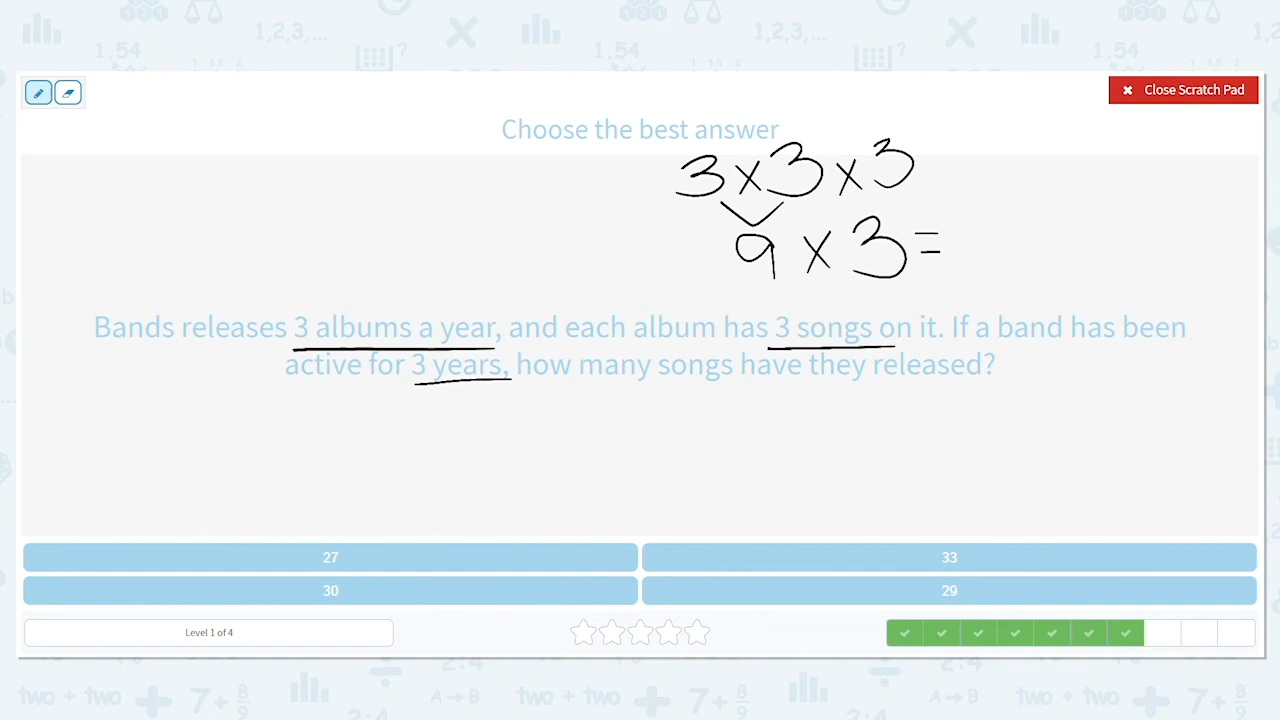 Close Scratch Pad
Choose the best answer
3 x 3 x 3
9 x 3 =
Bands releases 3 albums a year, and each album has 3 songs on it. If a band has been
active for 3 years, how many songs have they released?
27
33
30
29
Level 1 of 4